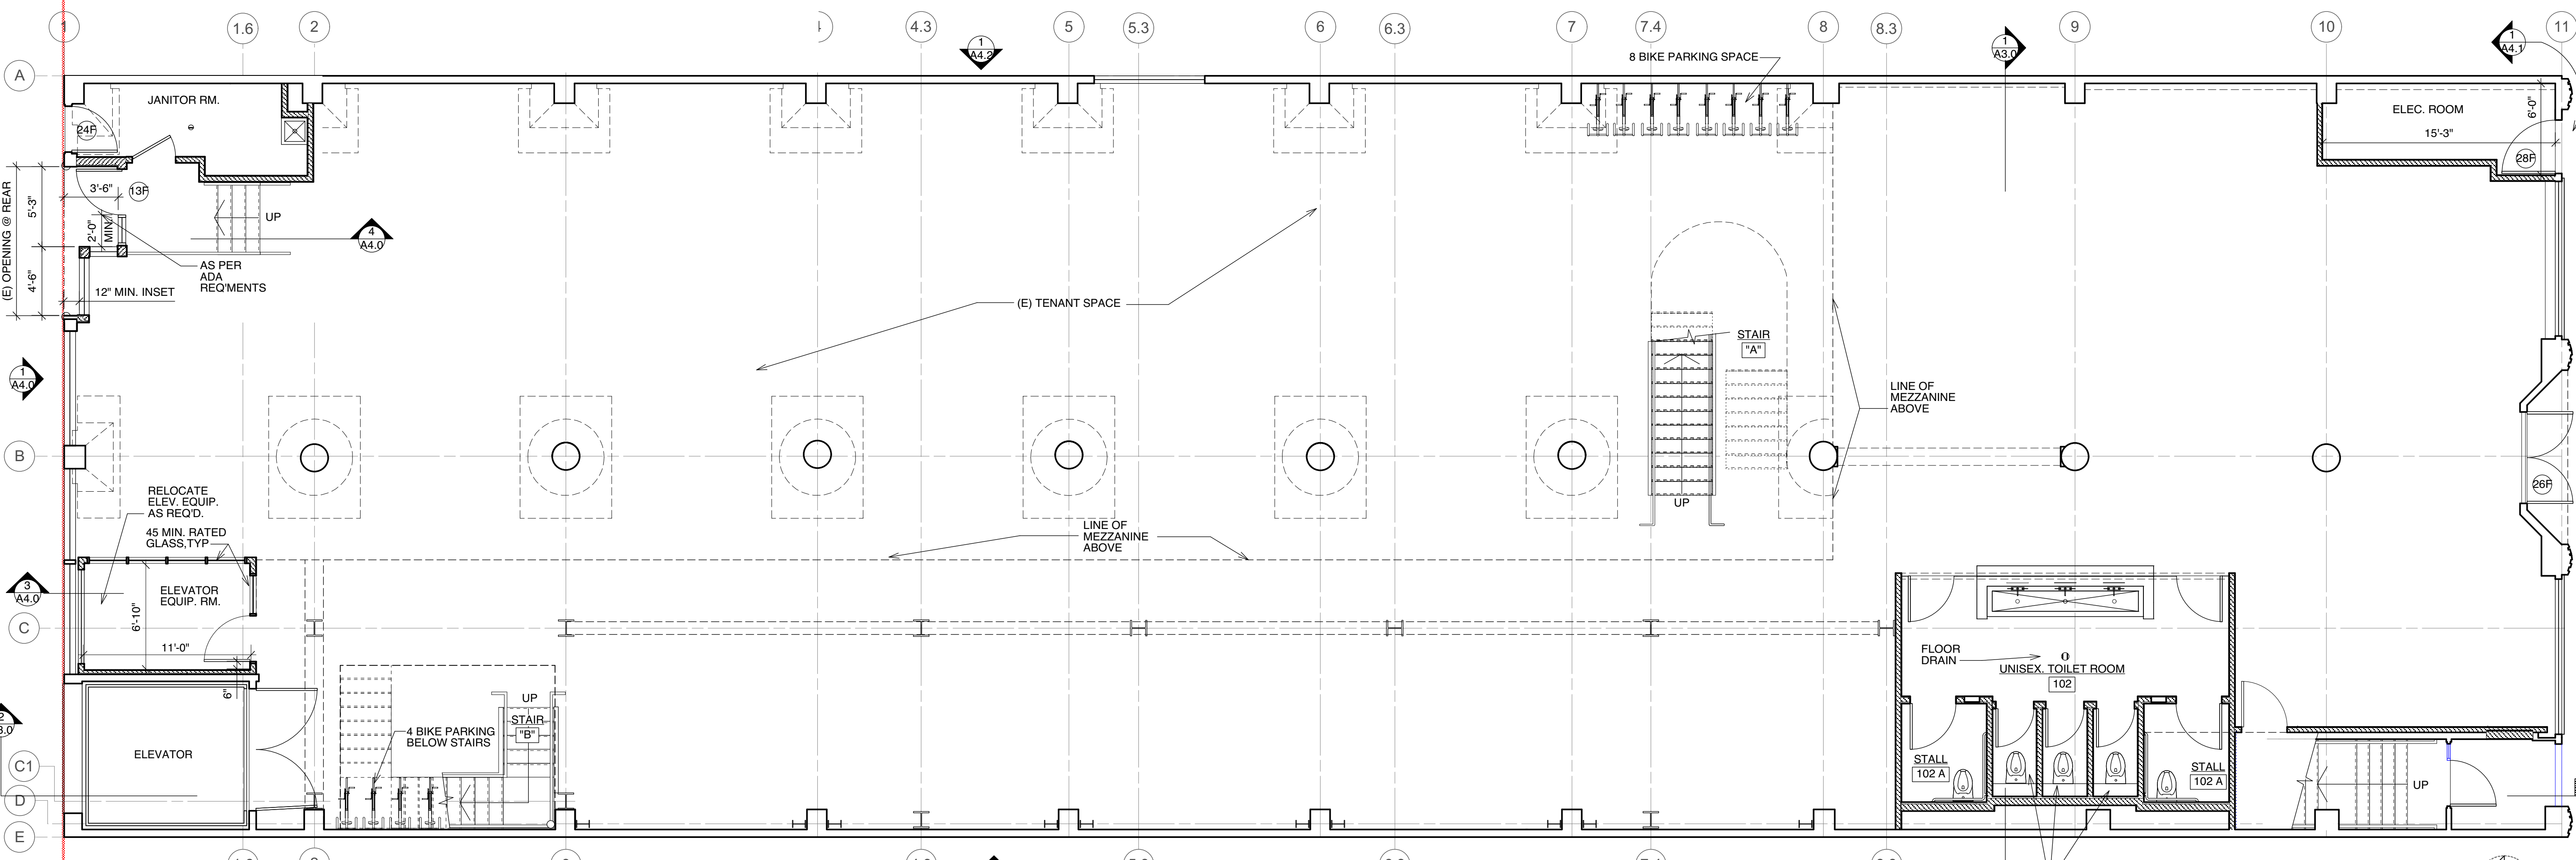 1
1.6
2
4.3
5
5.3
6
6.3
7
7.4
8
8.3
9
10
11
1
A4.2
1
A3.0
1
A4.1
8 BIKE PARKING SPACE
A
JANITOR RM.
24F
ELEC. ROOM
15'-3"
6'-0"
28F
(E) OPENING @ REAR
5'-3"
4'-6"
3'-6"
13F
2'-0"
MIN.
UP
4
A4.0
AS PER
ADA
REQ'MENTS
12" MIN. INSET
(E) TENANT SPACE
STAIR
"A"
1
A4.0
LINE OF
MEZZANINE
ABOVE
B
26F
UP
RELOCATE
ELEV. EQUIP.
AS REQ'D.
45 MIN. RATED
GLASS,TYP
LINE OF
MEZZANINE
ABOVE
3
A4.0
ELEVATOR
EQUIP. RM.
6'-10"
C
11'-0"
6"
FLOOR
DRAIN
UNISEX. TOILET ROOM
102
UP
STAIR
"B"
4 BIKE PARKING
BELOW STAIRS
ELEVATOR
C1
STALL
102 A
STALL
102 A
UP
D
E